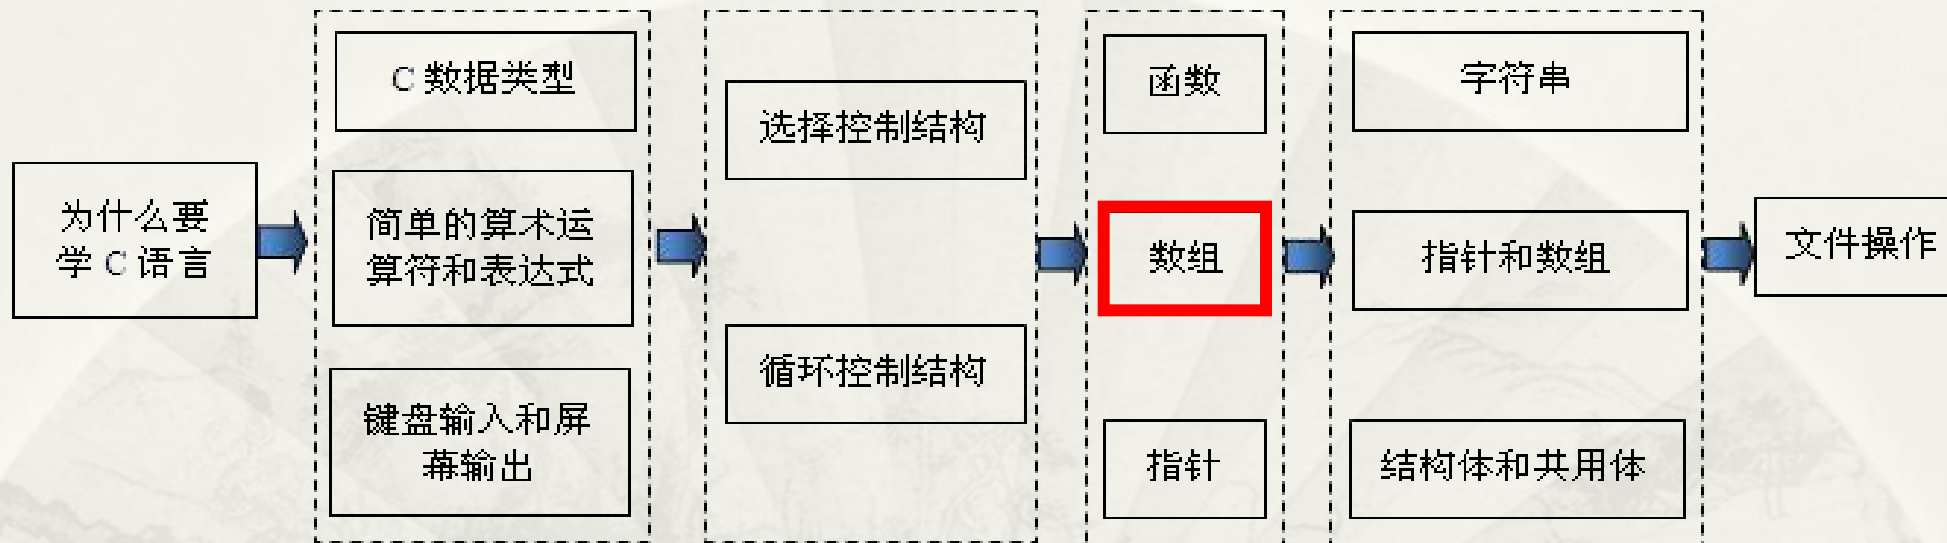 为什么要
学 C 语言
C 数据类型
简单的算术运
算符和表达式
键盘输入和屏
幕输出
选择控制结构
循环控制结构
函数
数组
指针
字符串
指针和数组
结构体和共用体
文件操作